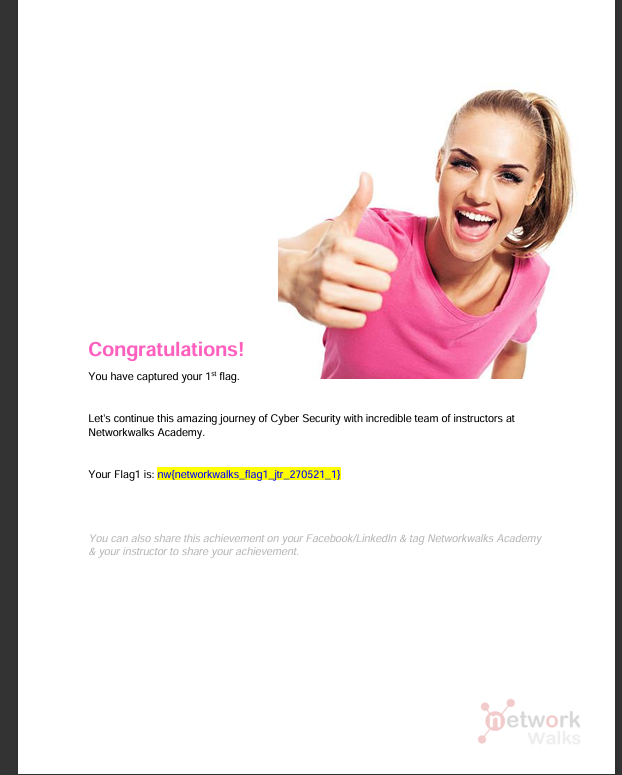 Congratulations!
You have captured your 1st flag.
Let's continue this amazing journey of Cyber Security with incredible team of instructors at
Networkwalks Academy.
Your Flag1 is: nw{networkwalks_flag1_jtr_270521_1}
You can also share this achievement on your Facebook/LinkedIn & tag Networkwalks Academy
& your instructor to share your achievement.
network
Walks